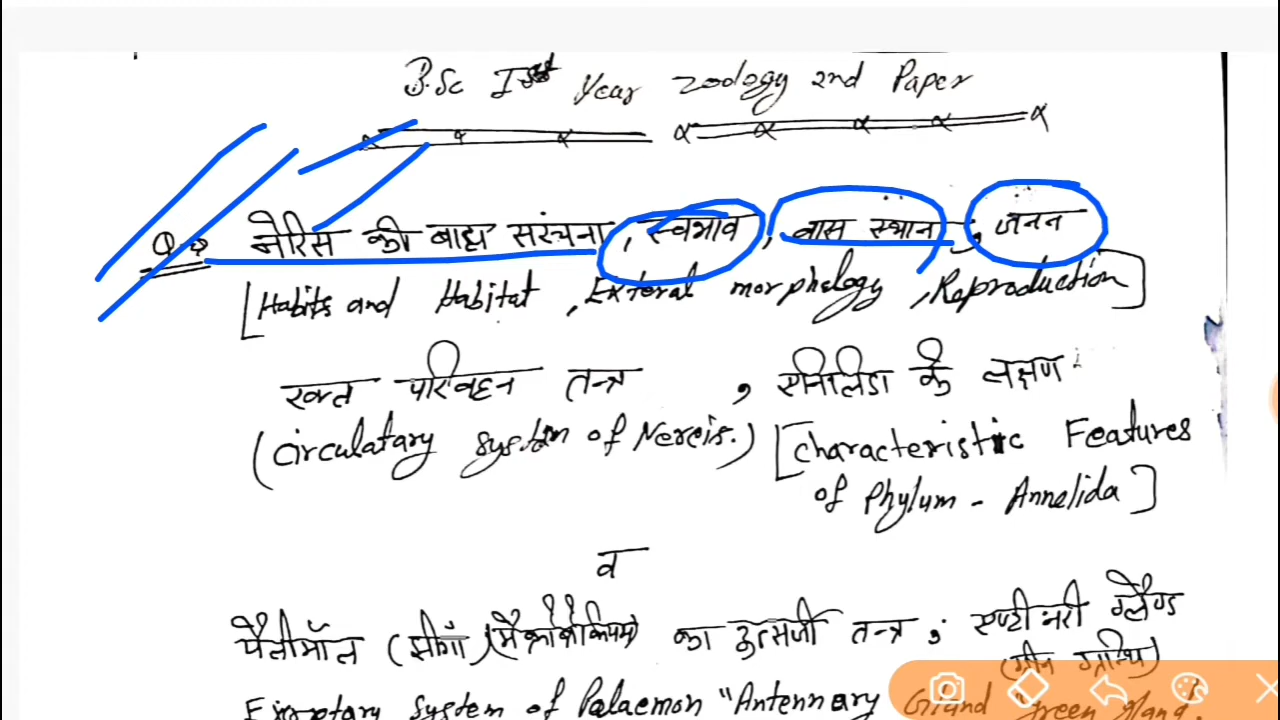 B.Sc Ist Year Zoology 2nd Paper
Q. नैरिस की बाह्य संरचना, स्वभाव, वास स्थान, जनन
[Habits and Habitat, Exteral morphology, Reproduction]
रक्त परिवहन तन्त्र, एनिलिडा के लक्षण
(Circulatary System of Nereis.) [Characteristic Features
of Phylum - Annelida]
व
पैलीमॉन (झींगा) का उत्सर्जी तन्त्र; एण्टीनरी ग्लैण्ड
(ग्रीन ग्रन्थि)
System of Palaemon "Antennary Gland green gland